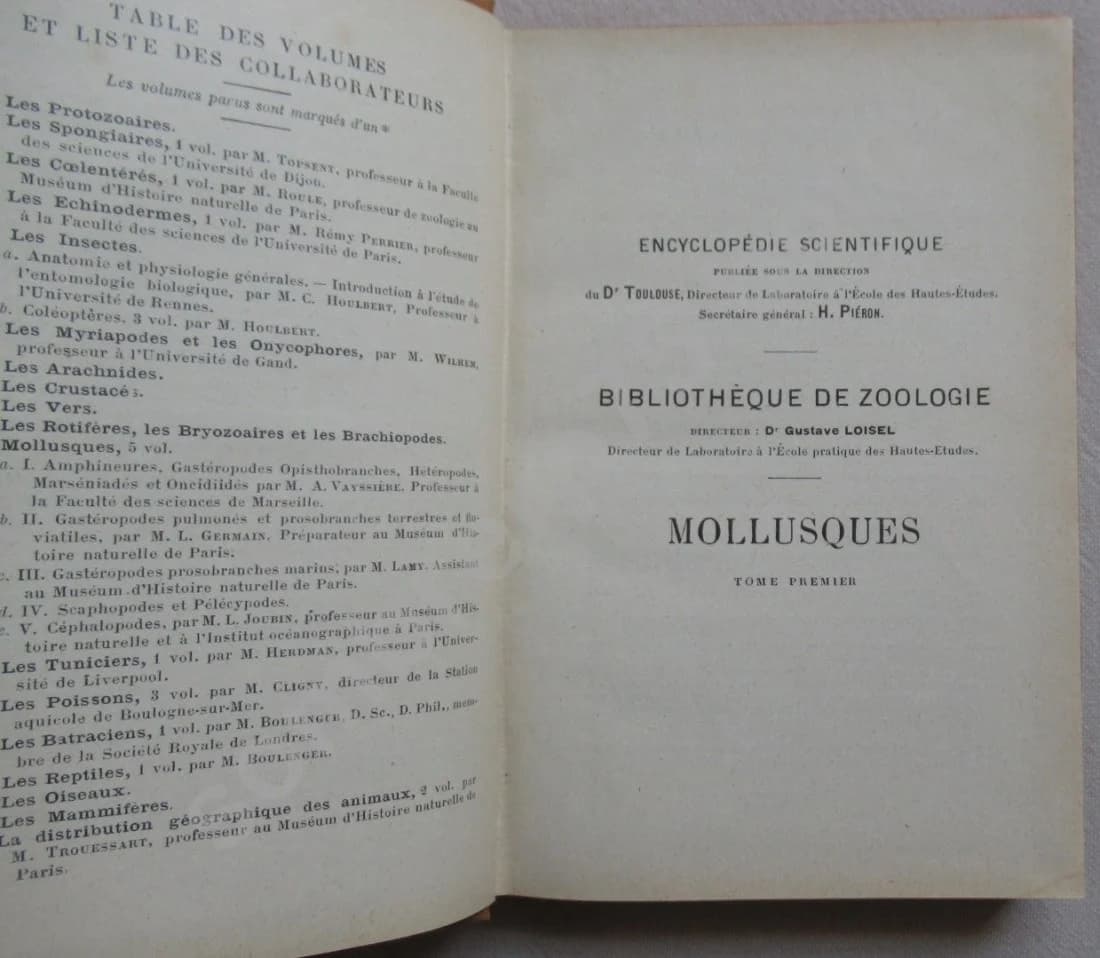 TABLE DES VOLUMES
ET LISTE DES COLLABORATEURS
Les volumes parus sont marqués d'un *
Les Protozoaires.
Les Spongiaires, 1 vol. par M. TOPSENT, professeur à la Faculté
des sciences de l'Université de Dijon.
Les Cœlentérés, 1 vol. par M. ROULE, professeur de zoologie au
Muséum d'Histoire naturelle de Paris.
Les Echinodermes, 1 vol. par M. Rémy PERRIER, professeur
à la Faculté des sciences de l'Université de Paris.
Les Insectes.
a. Anatomie et physiologie générales. — Introduction à l'étude de
l'entomologie biologique, par M. C. HOULBERT, Professeur à
l'Université de Rennes.
b. Coléoptères, 3 vol. par M. HOULBERT.
Les Myriapodes et les Onycophores, par M. WILHEM,
professeur à l'Université de Gand.
Les Arachnides.
Les Crustacés.
Les Vers.
Les Rotifères, les Bryozoaires et les Brachiopodes.
Mollusques, 5 vol.
a. I. Amphineures, Gastéropodes Opisthobranches, Hétéropodes,
Marséniadés et Oncidiidés par M. A. VAYSSIÈRE, Professeur à
la Faculté des sciences de Marseille.
b. II. Gastéropodes pulmonés et prosobranches terrestres et flu-
viatiles, par M. L. GERMAIN, Préparateur au Muséum d'His-
toire naturelle de Paris.
c. III. Gastéropodes prosobranches marins, par M. LAMY, Assistant
au Muséum d'Histoire naturelle de Paris.
d. IV. Scaphopodes et Pélécypodes.
e. V. Céphalopodes, par M. L. JOUBIN, professeur au Muséum d'His-
toire naturelle et à l'Institut océanographique à Paris.
Les Tuniciers, 1 vol. par M. HERDMAN, professeur à l'Univer-
sité de Liverpool.
Les Poissons, 3 vol. par M. CLIGNY, directeur de la Station
aquicole de Boulogne-sur-Mer.
Les Batraciens, 1 vol. par M. BOULENGER, D. Sc., D. Phil., mem-
bre de la Société Royale de Londres.
Les Reptiles, 1 vol. par M. BOULENGER.
Les Oiseaux.
Les Mammifères.
La distribution géographique des animaux, 2 vol. par
M. TROUESSART, professeur au Muséum d'Histoire naturelle de
Paris.
ENCYCLOPÉDIE SCIENTIFIQUE
PUBLIÉE SOUS LA DIRECTION
du Dr TOULOUSE, Directeur de Laboratoire à l'École des Hautes-Études.
Secrétaire général : H. PIÉRON.
BIBLIOTHÈQUE DE ZOOLOGIE
DIRECTEUR : Dr Gustave LOISEL
Directeur de Laboratoire à l'École pratique des Hautes-Etudes.
MOLLUSQUES
TOME PREMIER